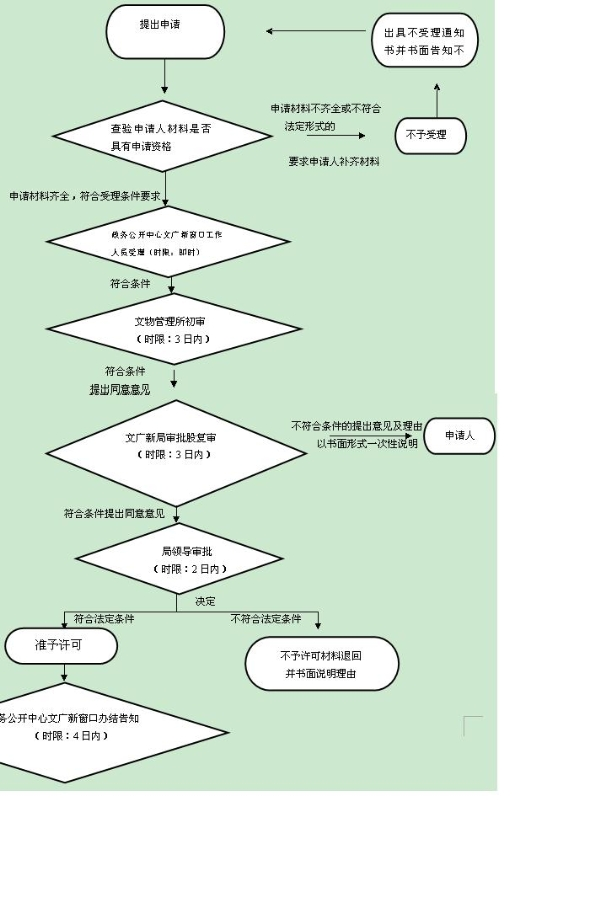 提出申请
出具不受理通知
书并书面告知不
申请材料不齐全或不符合
法定形式的
不予受理
查验申请人材料是否
具有申请资格
要求申请人补齐材料
申请材料齐全，符合受理条件要求
政务公开中心文广新窗口工作
人员受理（时限：即时）
符合条件
文物管理所初审
（时限：3日内）
符合条件
提出同意意见
文广新局审批股复审
（时限：3日内）
不符合条件的提出意见及理由
以书面形式一次性说明
申请人
符合条件提出同意意见
局领导审批
（时限：2日内）
决定
符合法定条件
不符合法定条件
准予许可
不予许可材料退回
并书面说明理由
务公开中心文广新窗口办结告知
（时限：4日内）